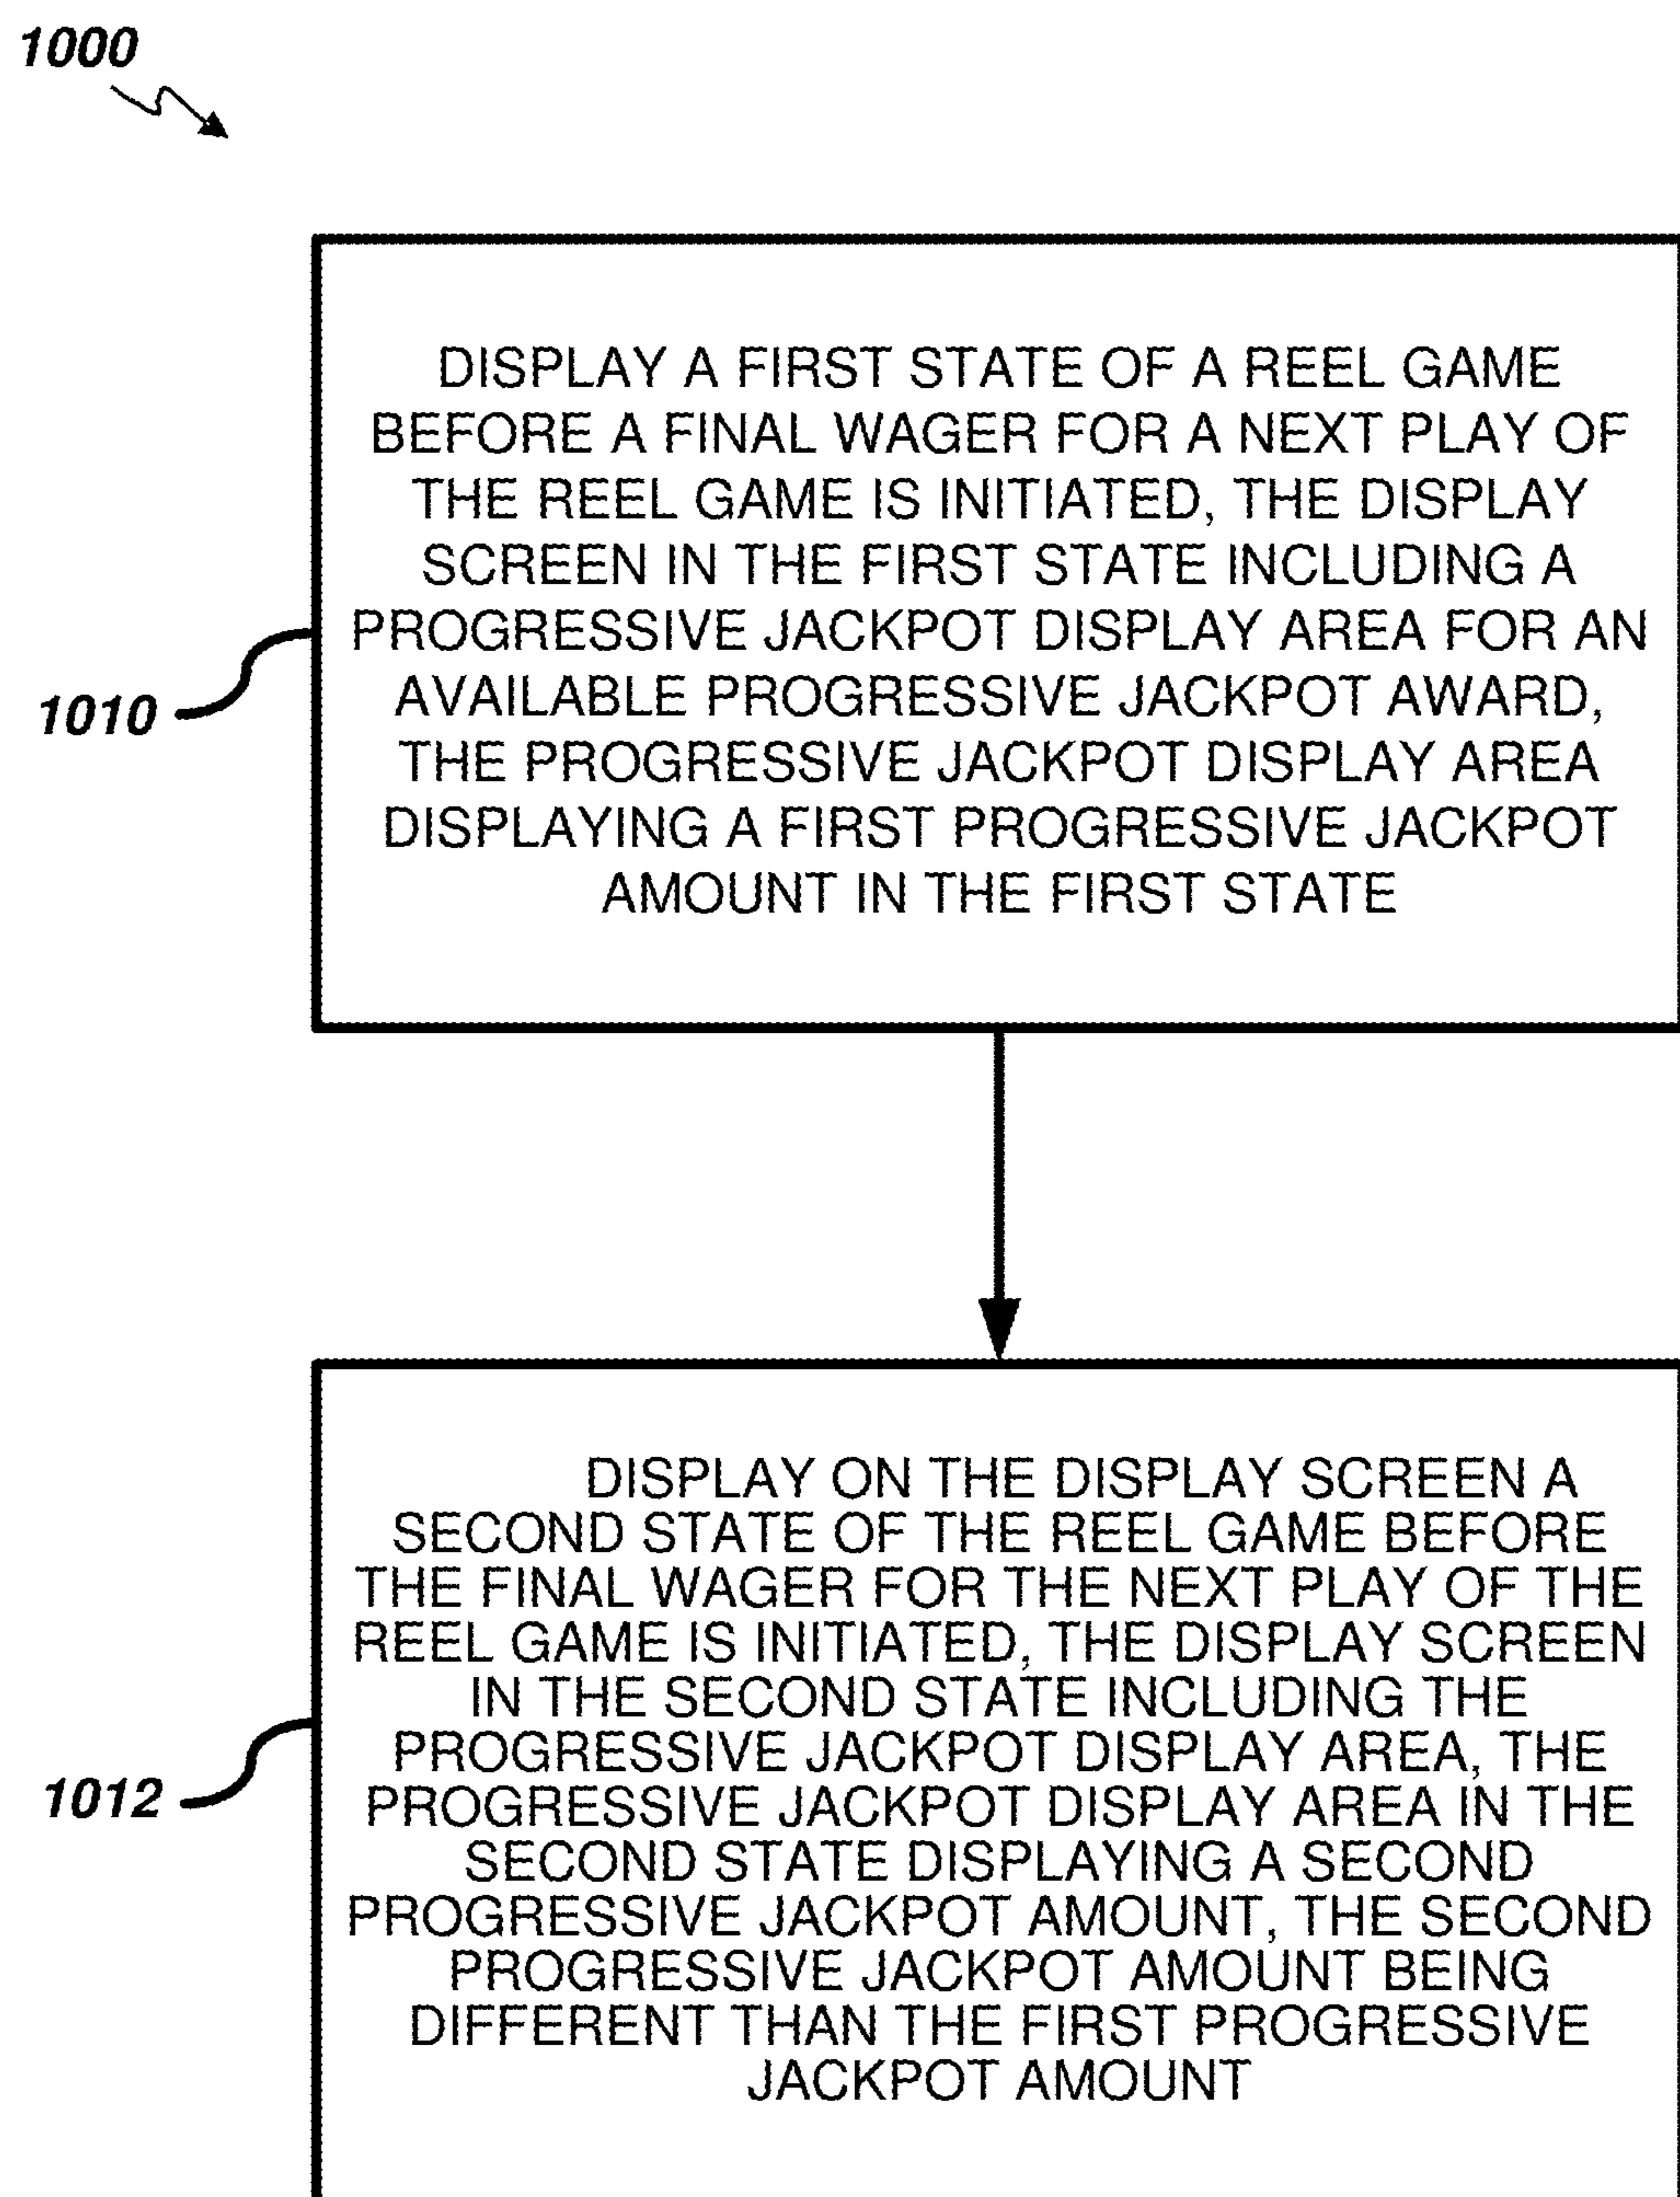 1000
DISPLAY A FIRST STATE OF A REEL GAME
BEFORE A FINAL WAGER FOR A NEXT PLAY OF
THE REEL GAME IS INITIATED, THE DISPLAY
SCREEN IN THE FIRST STATE INCLUDING A
PROGRESSIVE JACKPOT DISPLAY AREA FOR AN
AVAILABLE PROGRESSIVE JACKPOT AWARD,
THE PROGRESSIVE JACKPOT DISPLAY AREA
DISPLAYING A FIRST PROGRESSIVE JACKPOT
AMOUNT IN THE FIRST STATE
1010
DISPLAY ON THE DISPLAY SCREEN A
SECOND STATE OF THE REEL GAME BEFORE
THE FINAL WAGER FOR THE NEXT PLAY OF THE
REEL GAME IS INITIATED, THE DISPLAY SCREEN
IN THE SECOND STATE INCLUDING THE
PROGRESSIVE JACKPOT DISPLAY AREA, THE
PROGRESSIVE JACKPOT DISPLAY AREA IN THE
SECOND STATE DISPLAYING A SECOND
PROGRESSIVE JACKPOT AMOUNT, THE SECOND
PROGRESSIVE JACKPOT AMOUNT BEING
DIFFERENT THAN THE FIRST PROGRESSIVE
JACKPOT AMOUNT
1012